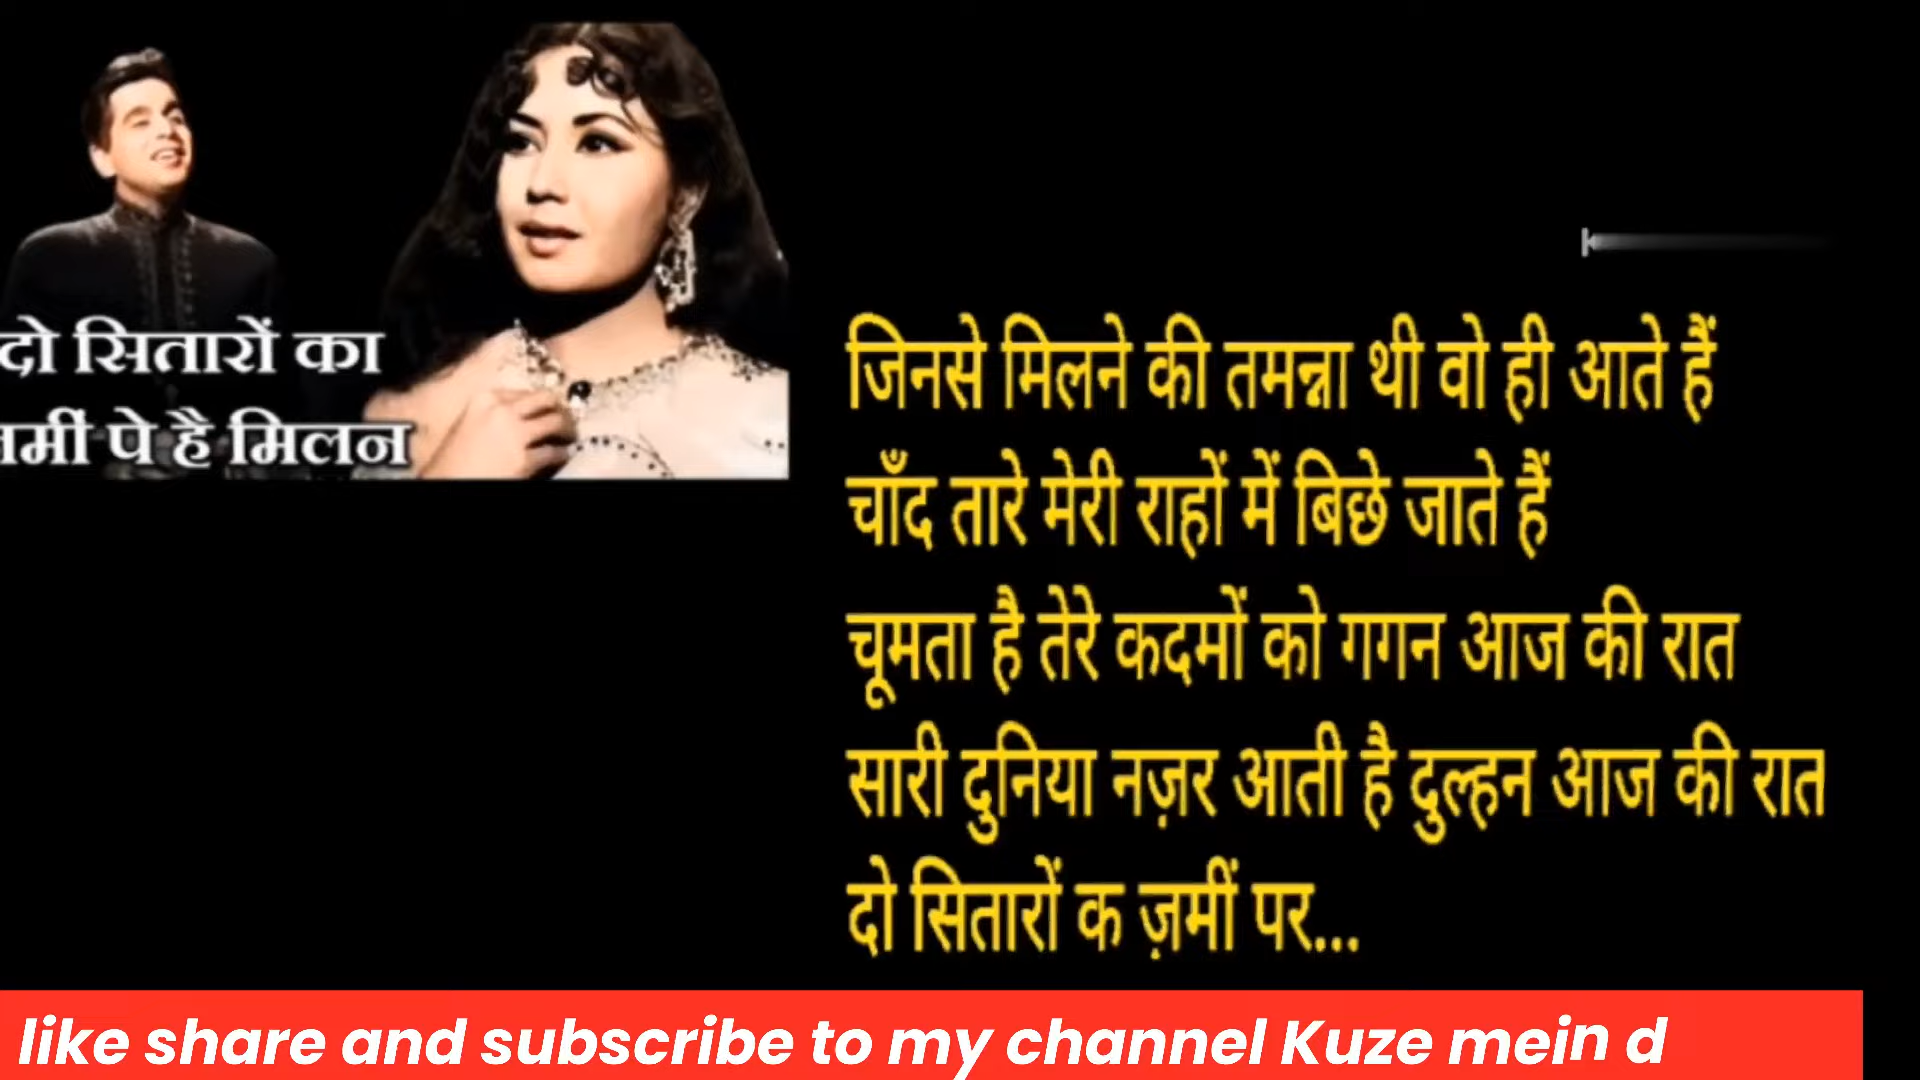 दो सितारों का
पे है मिलन
जिनसे मिलने की तमन्ना थी वो ही आते हैं
चाँद तारे मेरी राहों में बिछे जाते हैं
चूमता है तेरे कदमों को गगन आज की रात
सारी दुनिया नज़र आती है दुल्हन आज की रात
दो सितारों क ज़मीं पर...
like share and subscribe to my channel Kuze mein d